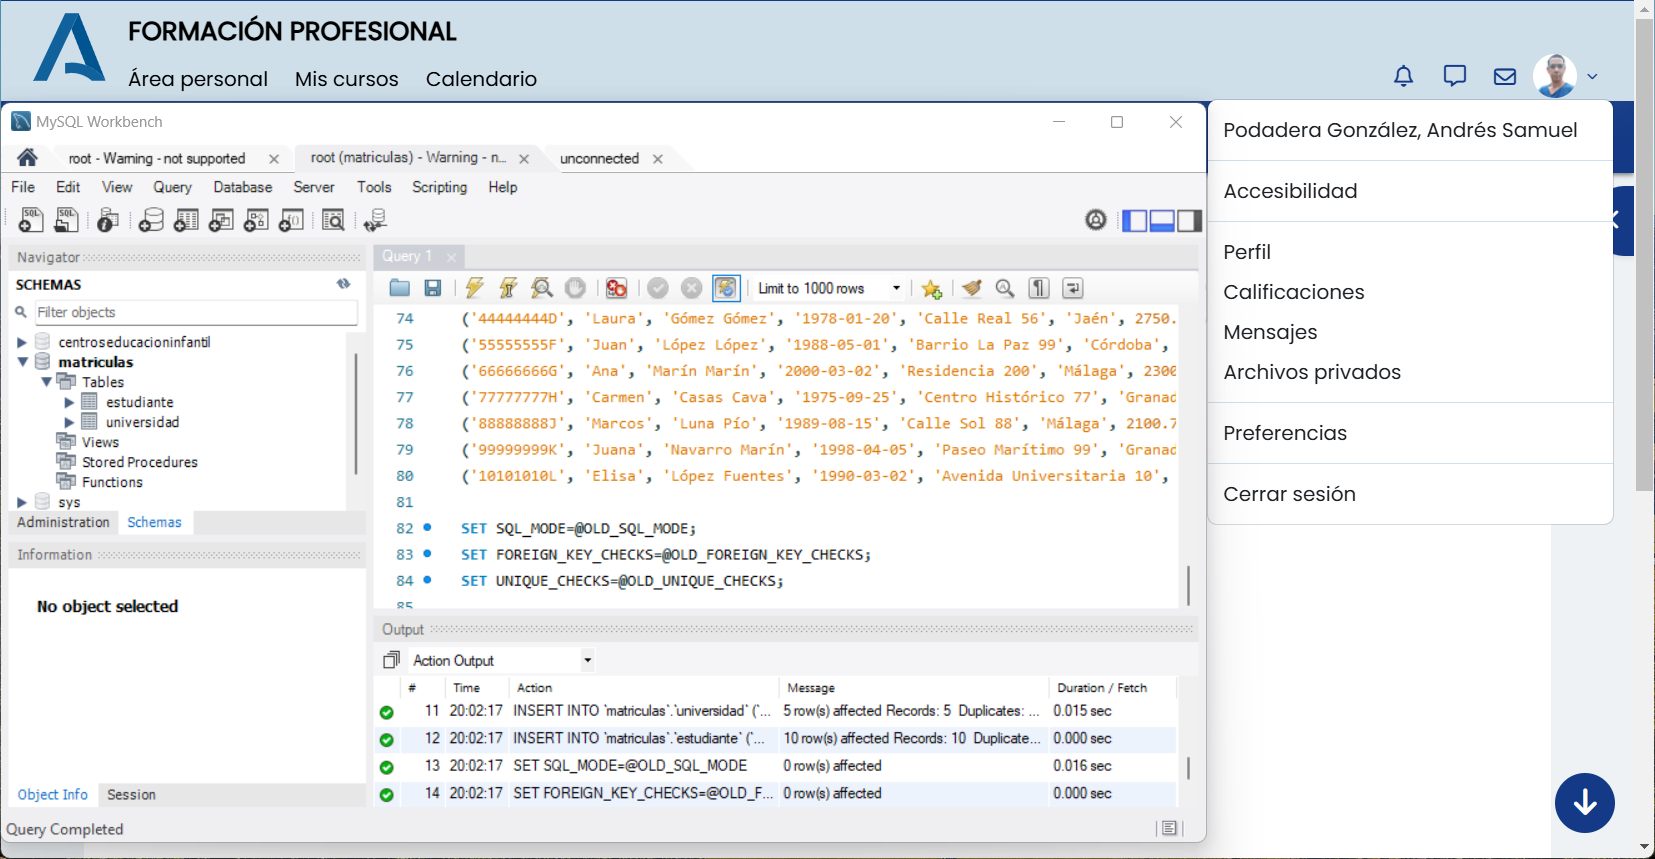 FORMACIÓN PROFESIONAL
Área personal Mis cursos Calendario
MySQL Workbench
root - Warning - not supported
root (matriculas) - Warning - n...
unconnected
File Edit View Query Database Server Tools Scripting Help
Navigator
SCHEMAS
Filter objects
centroseducacioninfantil
matriculas
Tables
estudiante
universidad
Views
Stored Procedures
Functions
sys
Administration Schemas
Information
No object selected
Object Info Session
Query Completed
Query 1
Limit to 1000 rows
74 ('44444444D', 'Laura', 'Gómez Gómez', '1978-01-20', 'Calle Real 56', 'Jaén', 2750.
75 ('55555555F', 'Juan', 'López López', '1988-05-01', 'Barrio La Paz 99', 'Córdoba',
76 ('66666666G', 'Ana', 'Marín Marín', '2000-03-02', 'Residencia 200', 'Málaga', 2300
77 ('77777777H', 'Carmen', 'Casas Cava', '1975-09-25', 'Centro Histórico 77', 'Granad
78 ('88888888J', 'Marcos', 'Luna Pío', '1989-08-15', 'Calle Sol 88', 'Málaga', 2100.7
79 ('99999999K', 'Juana', 'Navarro Marín', '1998-04-05', 'Paseo Marítimo 99', 'Granad
80 ('10101010L', 'Elisa', 'López Fuentes', '1990-03-02', 'Avenida Universitaria 10',
81
82 SET SQL_MODE=@OLD_SQL_MODE;
83 SET FOREIGN_KEY_CHECKS=@OLD_FOREIGN_KEY_CHECKS;
84 SET UNIQUE_CHECKS=@OLD_UNIQUE_CHECKS;
85
Output
Action Output
# Time Action Message Duration / Fetch
11 20:02:17 INSERT INTO `matriculas`.`universidad` (`... 5 row(s) affected Records: 5 Duplicates: ... 0.015 sec
12 20:02:17 INSERT INTO `matriculas`.`estudiante` (`... 10 row(s) affected Records: 10 Duplicate... 0.000 sec
13 20:02:17 SET SQL_MODE=@OLD_SQL_MODE 0 row(s) affected 0.016 sec
14 20:02:17 SET FOREIGN_KEY_CHECKS=@OLD_F... 0 row(s) affected 0.000 sec
Podadera González, Andrés Samuel
Accesibilidad
Perfil
Calificaciones
Mensajes
Archivos privados
Preferencias
Cerrar sesión